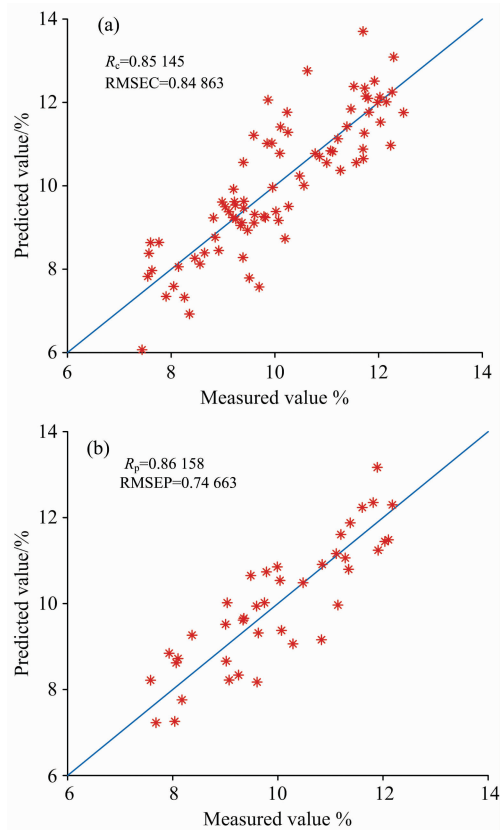 (a)
Rc=0.85 145
RMSEC=0.84 863
14
12
10
8
6
Predicted value/%
6 8 10 12 14
Measured value %
(b)
Rp=0.86 158
RMSEP=0.74 663
14
12
10
8
6
Predicted value/%
6 8 10 12 14
Measured value %